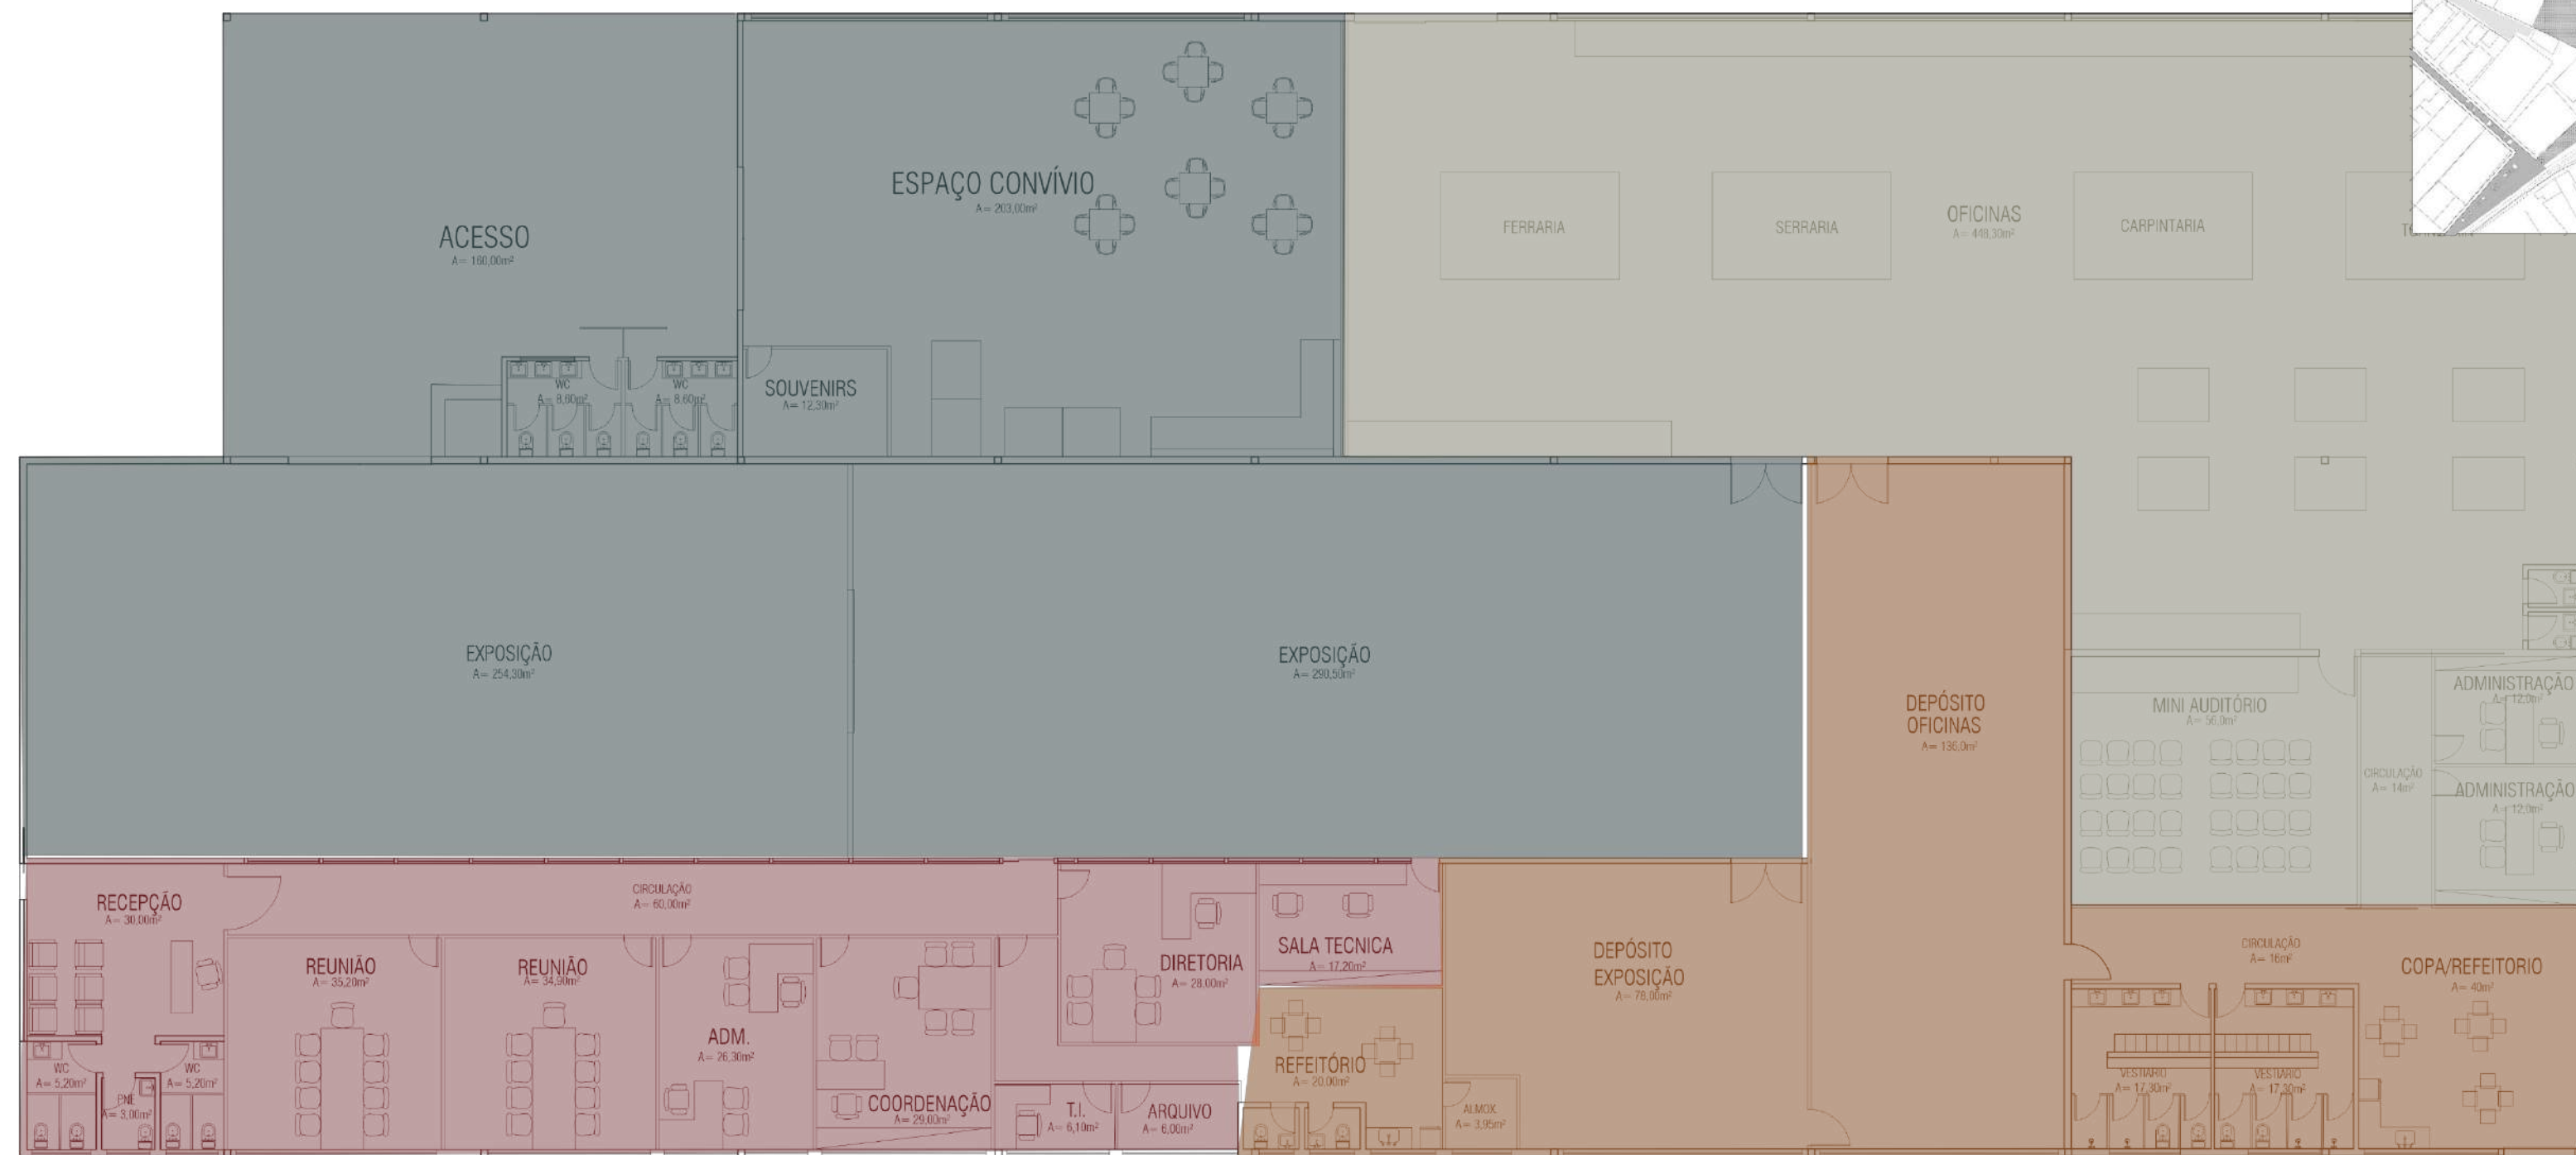 ACESSO
A= 160,00m²
ESPAÇO CONVÍVIO
A= 203,00m²
FERRARIA
SERRARIA
OFICINAS
A= 448,30m²
CARPINTARIA
WC
A= 8,60m²
WC
A= 8,60m²
SOUVENIRS
A= 12,30m²
EXPOSIÇÃO
A= 254,30m²
EXPOSIÇÃO
A= 290,50m²
DEPÓSITO
OFICINAS
A= 136,0m²
MINI AUDITÓRIO
A= 56,0m²
CIRCULAÇÃO
A= 14m²
ADMINISTRAÇÃO
A= 12,0m²
ADMINISTRAÇÃO
A= 12,0m²
RECEPÇÃO
A= 30,00m²
CIRCULAÇÃO
A= 60,00m²
REUNIÃO
A= 35,20m²
REUNIÃO
A= 34,90m²
ADM.
A= 26,30m²
COORDENAÇÃO
A= 29,00m²
DIRETORIA
A= 28,00m²
SALA TECNICA
A= 17,20m²
WC
A= 5,20m²
PNE
A= 3,00m²
WC
A= 5,20m²
T.I.
A= 6,10m²
ARQUIVO
A= 6,00m²
REFEITÓRIO
A= 20,00m²
ALMOX.
A= 3,95m²
DEPÓSITO
EXPOSIÇÃO
A= 78,00m²
CIRCULAÇÃO
A= 16m²
COPA/REFEITORIO
A= 40m²
VESTIARIO
A= 17,30m²
VESTIARIO
A= 17,30m²